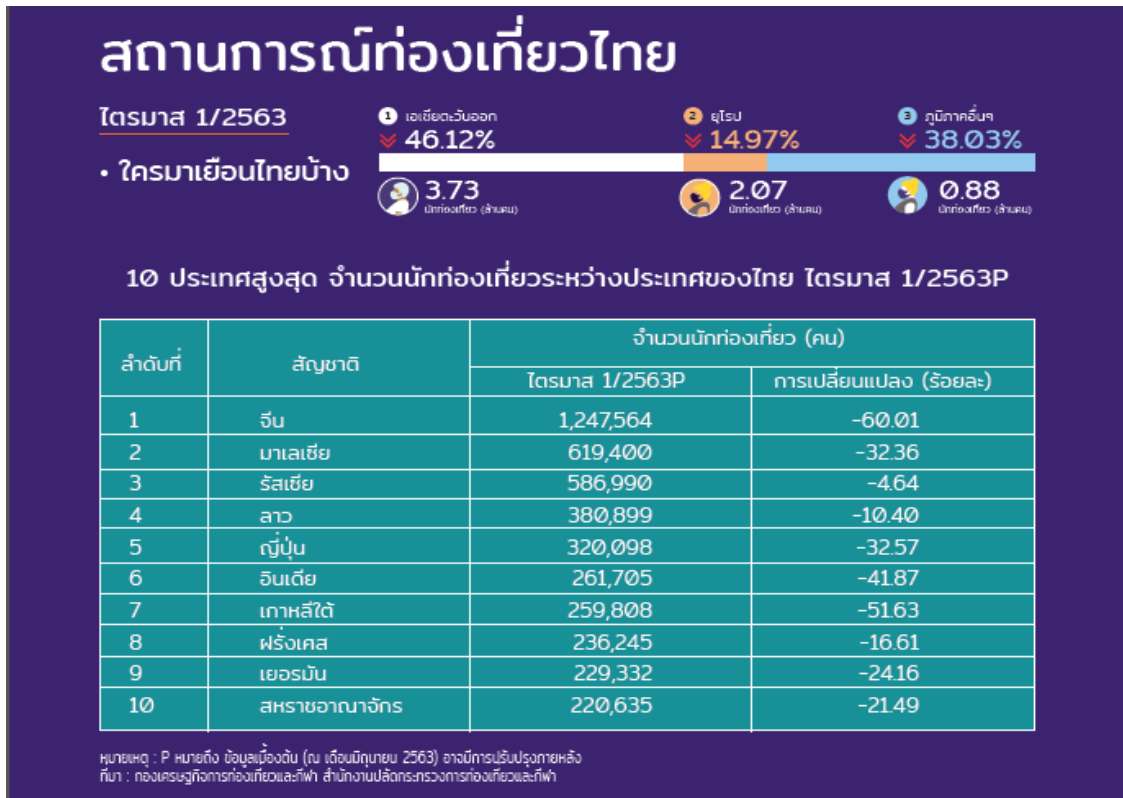 สถานการณ์ท่องเที่ยวไทย
ไตรมาส 1/2563
• ใครมาเยือนไทยบ้าง
1 เอเชียตะวันออก
46.12%
3.73
นักท่องเที่ยว (ล้านคน)
2 ยุโรป
14.97%
2.07
นักท่องเที่ยว (ล้านคน)
3 ภูมิภาคอื่นๆ
38.03%
0.88
นักท่องเที่ยว (ล้านคน)
10 ประเทศสูงสุด จำนวนนักท่องเที่ยวระหว่างประเทศของไทย ไตรมาส 1/2563P
ลำดับที่ สัญชาติ จำนวนนักท่องเที่ยว (คน)
ไตรมาส 1/2563P การเปลี่ยนแปลง (ร้อยละ)
1 จีน 1,247,564 -60.01
2 มาเลเซีย 619,400 -32.36
3 รัสเซีย 586,990 -4.64
4 ลาว 380,899 -10.40
5 ญี่ปุ่น 320,098 -32.57
6 อินเดีย 261,705 -41.87
7 เกาหลีใต้ 259,808 -51.63
8 ฝรั่งเศส 236,245 -16.61
9 เยอรมัน 229,332 -24.16
10 สหราชอาณาจักร 220,635 -21.49
หมายเหตุ : P หมายถึง ข้อมูลเบื้องต้น (ณ เดือนมิถุนายน 2563) อาจมีการปรับปรุงภายหลัง
ที่มา : กองเศรษฐกิจการท่องเที่ยวและกีฬา สำนักงานปลัดกระทรวงการท่องเที่ยวและกีฬา